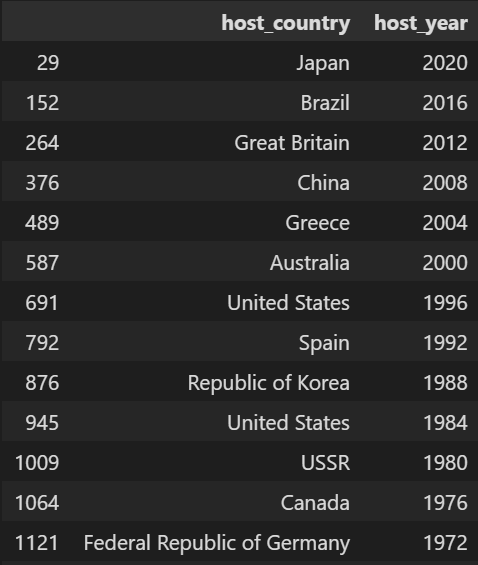 host_country host_year
29 Japan 2020
152 Brazil 2016
264 Great Britain 2012
376 China 2008
489 Greece 2004
587 Australia 2000
691 United States 1996
792 Spain 1992
876 Republic of Korea 1988
945 United States 1984
1009 USSR 1980
1064 Canada 1976
1121 Federal Republic of Germany 1972